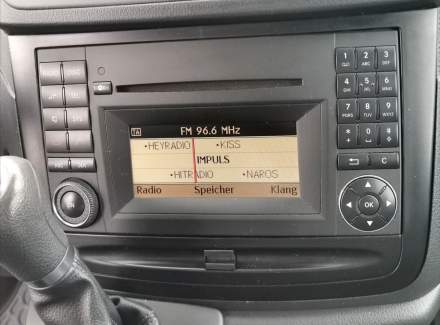 FM 96.6 MHz
•HEYRADIO •KISS
IMPULS
•HITRADIO •NAROS
Radio Speicher Klang
1 2 3
4 5 6
7 8 9
* 0 #
C
OK